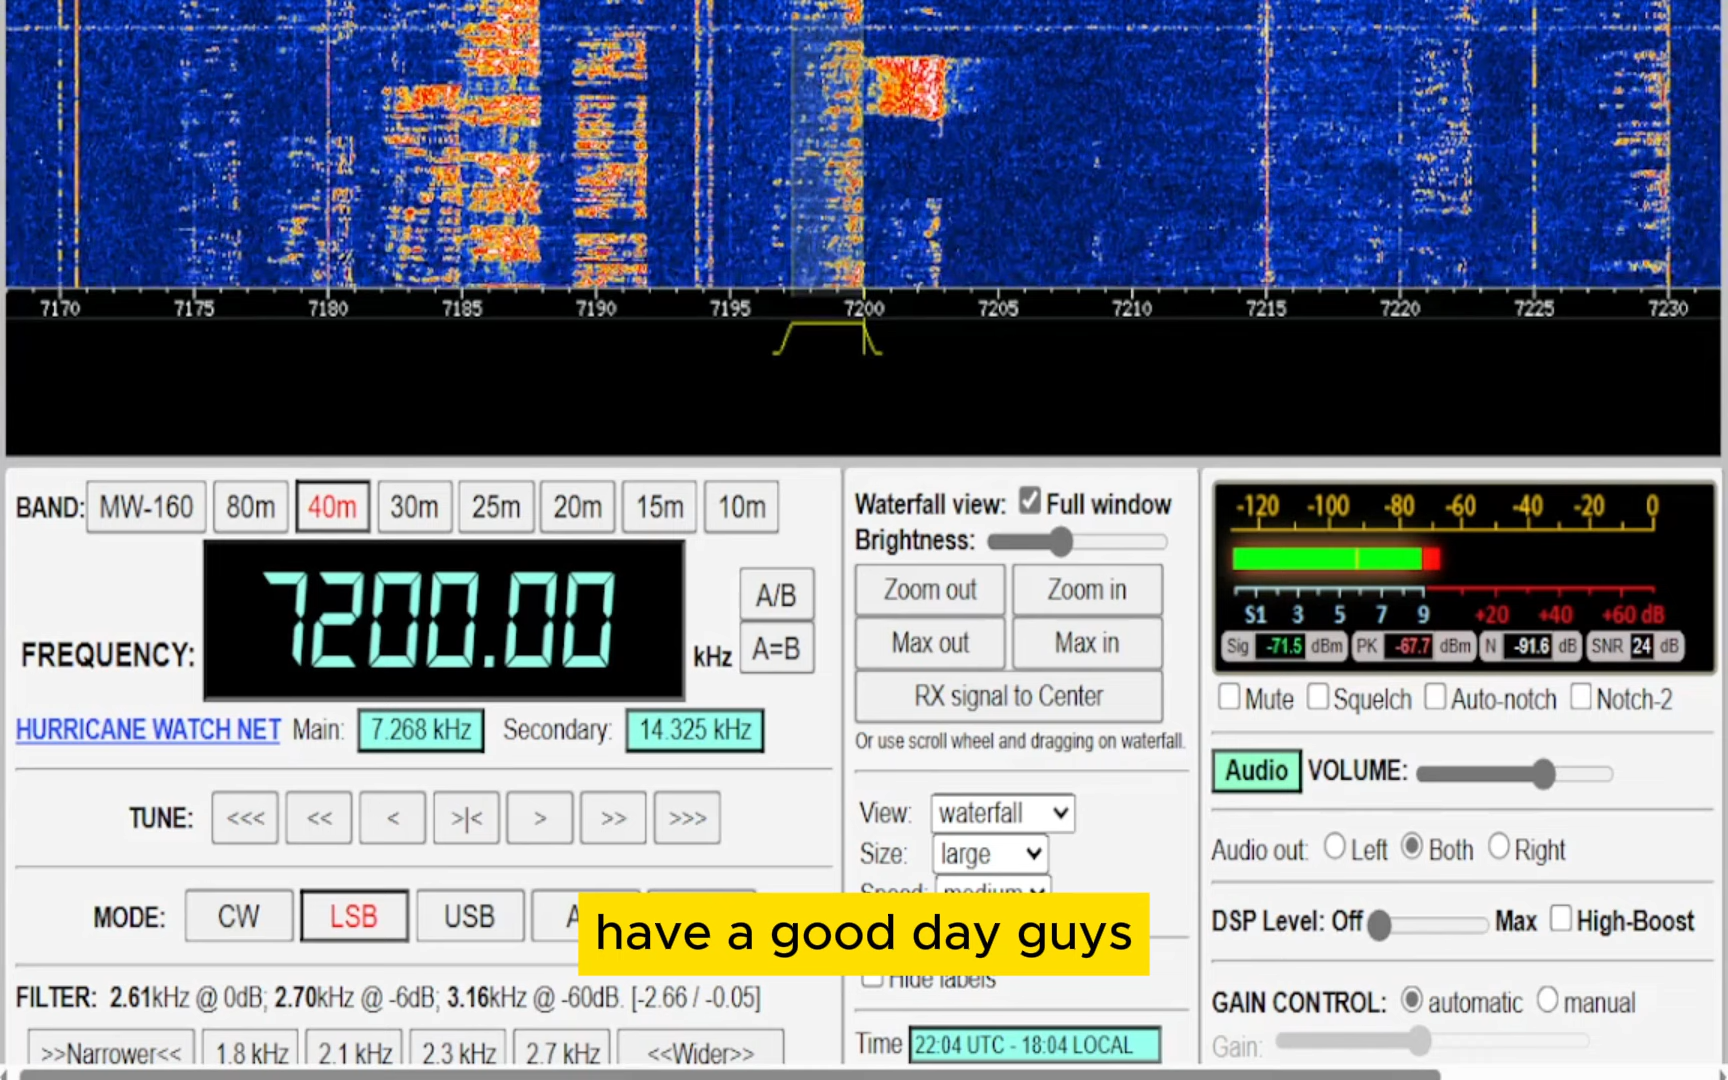 7170 7175 7180 7185 7190 7195 7200 7205 7210 7215 7220 7225 7230
BAND: MW-160 80m 40m 30m 25m 20m 15m 10m
7200.00
FREQUENCY: kHz
A/B
A=B
HURRICANE WATCH NET Main: 7.268 kHz Secondary: 14.325 kHz
TUNE: <<< << < >|< > >> >>>
MODE: CW LSB USB A
FILTER: 2.61kHz @ 0dB; 2.70kHz @ -6dB; 3.16kHz @ -60dB. [-2.66 / -0.05]
>>Narrower<< 1.8 kHz 2.1 kHz 2.3 kHz 2.7 kHz <<Wider>>
Waterfall view: Full window
Brightness:
Zoom out Zoom in
Max out Max in
RX signal to Center
Or use scroll wheel and dragging on waterfall.
View: waterfall
Size: large
Speed: medium
have a good day guys
Hide labels
Time 22:04 UTC - 18:04 LOCAL
-120 -100 -80 -60 -40 -20 0
S1 3 5 7 9 +20 +40 +60 dB
Sig -71.5 dBm PK -67.7 dBm N -91.6 dB SNR 24 dB
Mute Squelch Auto-notch Notch-2
Audio VOLUME:
Audio out: Left Both Right
DSP Level: Off Max High-Boost
GAIN CONTROL: automatic manual
Gain: